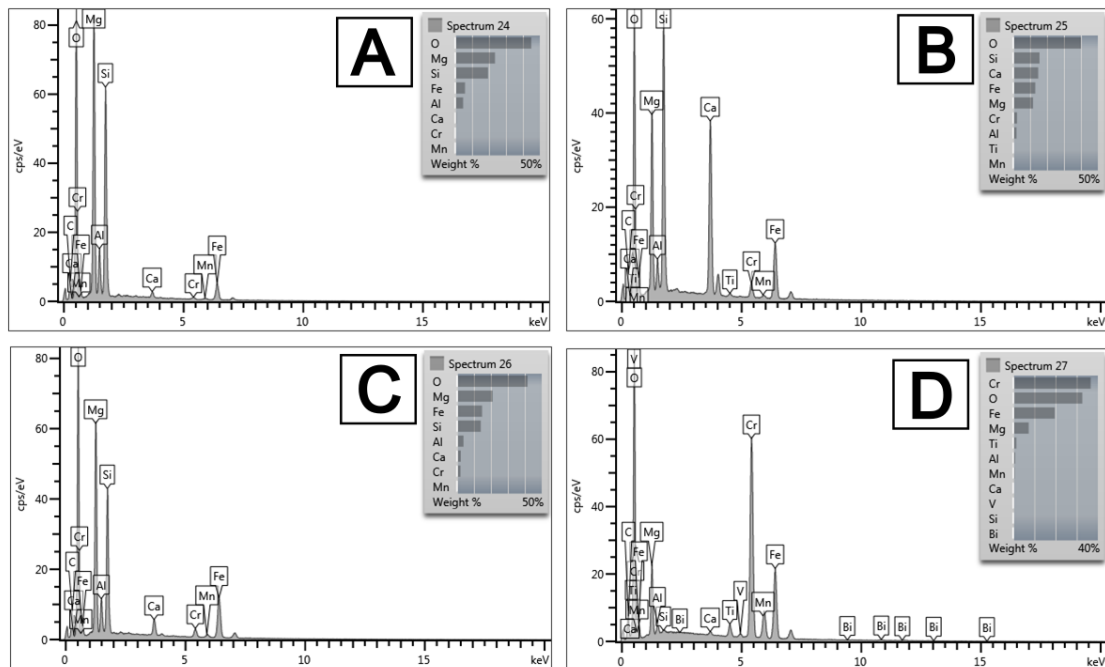 A
Spectrum 24
O
Mg
Si
Fe
Al
Ca
Cr
Mn
Weight % 50%
cps/eV
80
60
40
20
0
Mg
O
Si
Cr
C
Al
Fe
Ca
Mn
Ca
Cr
Mn
Fe
0 5 10 15 keV
B
Spectrum 25
O
Si
Ca
Fe
Mg
Cr
Al
Ti
Mn
Weight % 50%
cps/eV
60
40
20
0
O
Si
Mg
Ca
Cr
C
Fe
Al
Ca
Ti
Mn
Ti
Cr
Mn
Fe
0 5 10 15 keV
C
Spectrum 26
O
Mg
Fe
Si
Al
Ca
Cr
Mn
Weight % 50%
cps/eV
80
60
40
20
0
O
Mg
Si
Cr
C
Fe
Al
Ca
Mn
Ca
Cr
Mn
Fe
0 5 10 15 keV
D
Spectrum 27
Cr
O
Fe
Mg
Ti
Al
Mn
Ca
V
Si
Bi
Weight % 40%
cps/eV
80
60
40
20
0
V
O
Cr
C
Mg
Fe
Cr
Ti
Mn
Ca
Al
Si
Bi
Ca
Ti
V
Mn
Fe
Bi
Bi
Bi
Bi
Bi
0 5 10 15 keV